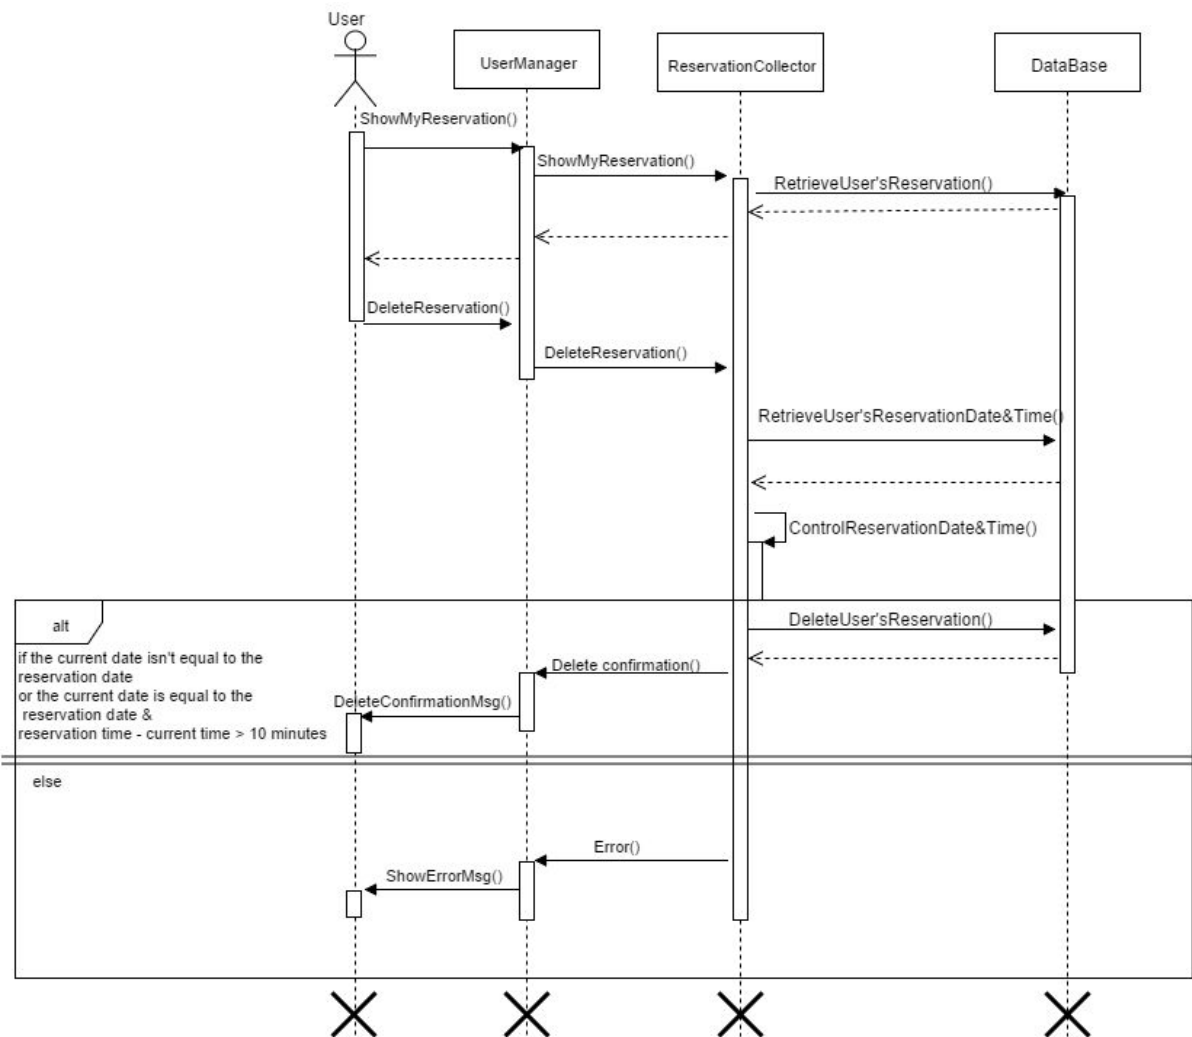 User
UserManager
ReservationCollector
DataBase
ShowMyReservation()
ShowMyReservation()
RetrieveUser'sReservation()
DeleteReservation()
DeleteReservation()
RetrieveUser'sReservationDate&Time()
ControlReservationDate&Time()
alt
DeleteUser'sReservation()
if the current date isn't equal to the
reservation date
or the current date is equal to the
reservation date &
reservation time - current time > 10 minutes
Delete confirmation()
DeleteConfirmationMsg()
else
Error()
ShowErrorMsg()